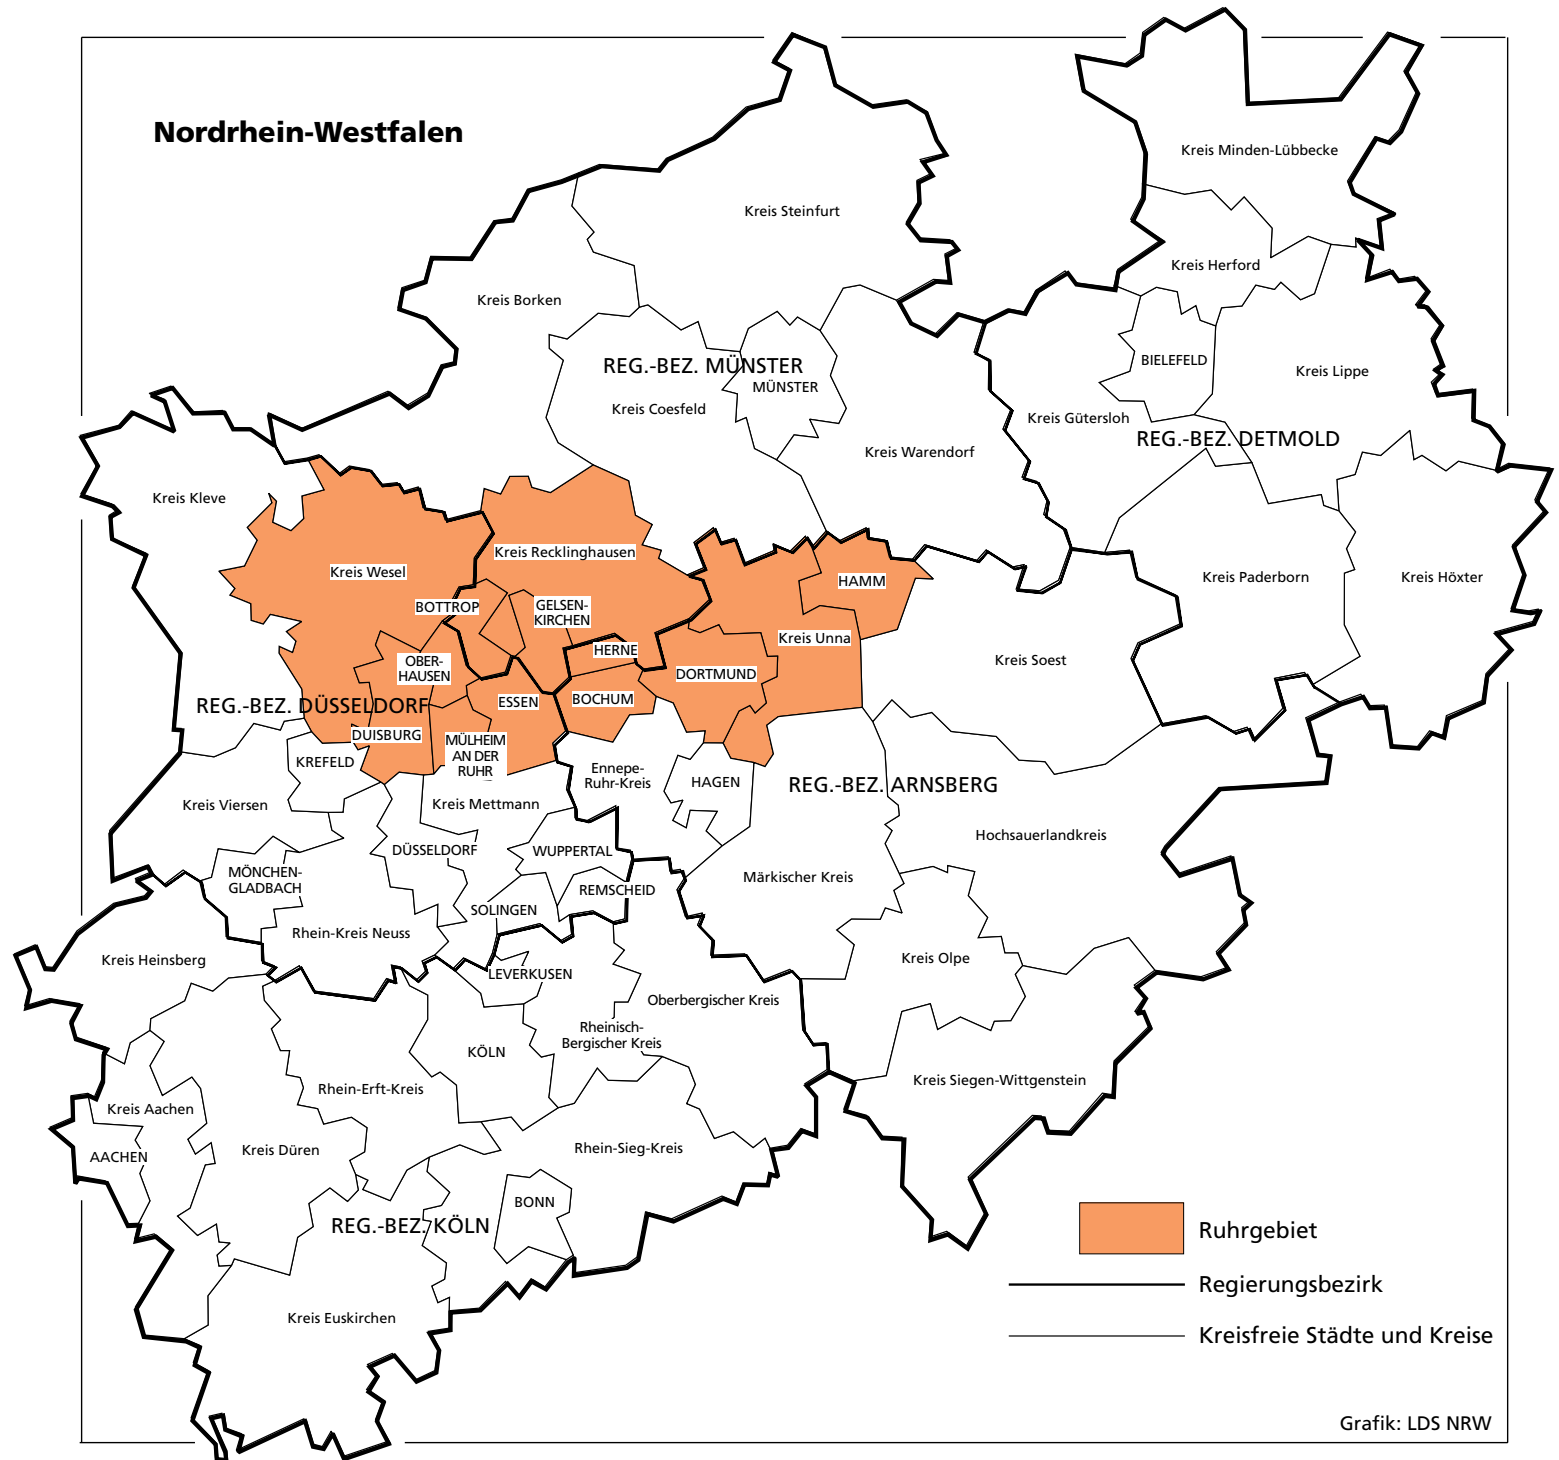 Nordrhein-Westfalen
Kreis Minden-Lübbecke
Kreis Steinfurt
Kreis Herford
Kreis Borken
BIELEFELD
Kreis Lippe
REG.-BEZ. MÜNSTER
MÜNSTER
Kreis Coesfeld
Kreis Gütersloh
REG.-BEZ. DETMOLD
Kreis Warendorf
Kreis Kleve
Kreis Recklinghausen
Kreis Wesel
HAMM
Kreis Paderborn
Kreis Höxter
BOTTROP
GELSEN-
KIRCHEN
Kreis Unna
HERNE
Kreis Soest
OBER-
HAUSEN
DORTMUND
REG.-BEZ. DÜSSELDORF
ESSEN
BOCHUM
DUISBURG
MÜLHEIM
AN DER
RUHR
KREFELD
Ennepe-
Ruhr-Kreis
HAGEN
REG.-BEZ. ARNSBERG
Kreis Viersen
Kreis Mettmann
Hochsauerlandkreis
DÜSSELDORF
WUPPERTAL
MÖNCHEN-
GLADBACH
REMSCHEID
Märkischer Kreis
SOLINGEN
Rhein-Kreis Neuss
Kreis Heinsberg
LEVERKUSEN
Kreis Olpe
Oberbergischer Kreis
Rheinisch-
Bergischer Kreis
KÖLN
Rhein-Erft-Kreis
Kreis Siegen-Wittgenstein
Kreis Aachen
AACHEN
Kreis Düren
Rhein-Sieg-Kreis
BONN
REG.-BEZ. KÖLN
Kreis Euskirchen
Ruhrgebiet
Regierungsbezirk
Kreisfreie Städte und Kreise
Grafik: LDS NRW